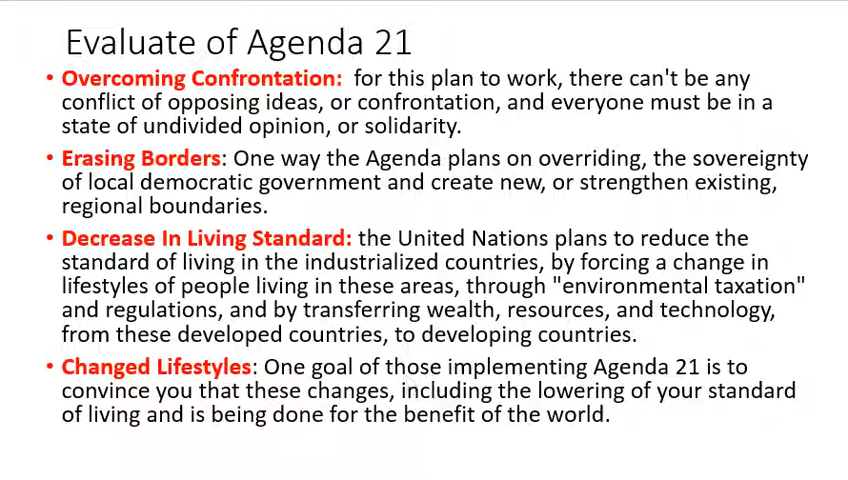 Evaluate of Agenda 21
• Overcoming Confrontation: for this plan to work, there can't be any
conflict of opposing ideas, or confrontation, and everyone must be in a
state of undivided opinion, or solidarity.
• Erasing Borders: One way the Agenda plans on overriding, the sovereignty
of local democratic government and create new, or strengthen existing,
regional boundaries.
• Decrease In Living Standard: the United Nations plans to reduce the
standard of living in the industrialized countries, by forcing a change in
lifestyles of people living in these areas, through "environmental taxation"
and regulations, and by transferring wealth, resources, and technology,
from these developed countries, to developing countries.
• Changed Lifestyles: One goal of those implementing Agenda 21 is to
convince you that these changes, including the lowering of your standard
of living and is being done for the benefit of the world.